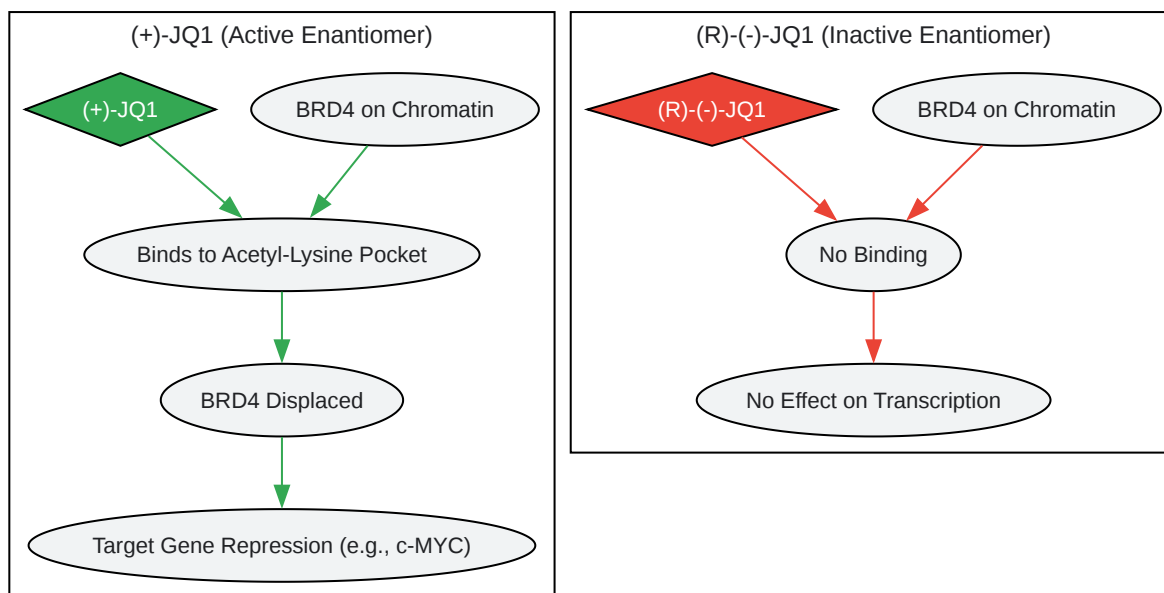 (+)-JQ1 (Active Enantiomer)
(+)-JQ1
BRD4 on Chromatin
Binds to Acetyl-Lysine Pocket
BRD4 Displaced
Target Gene Repression (e.g., c-MYC)
(R)-(-)-JQ1 (Inactive Enantiomer)
(R)-(-)-JQ1
BRD4 on Chromatin
No Binding
No Effect on Transcription